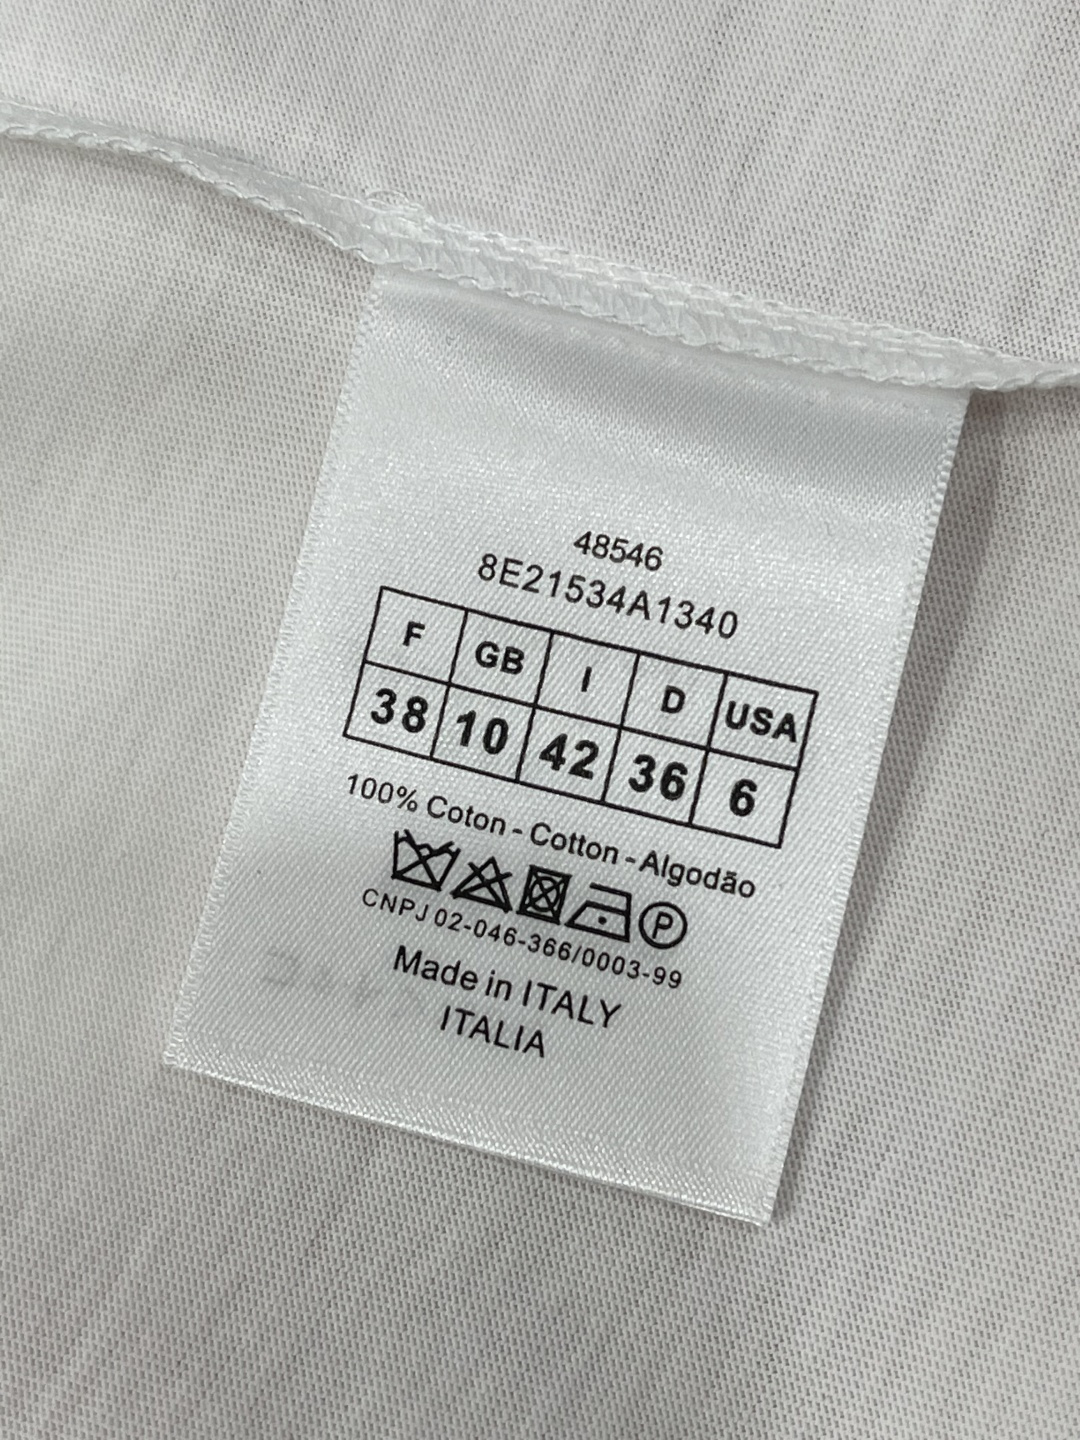 48546
8E21534A1340
F GB I D USA
38 10 42 36 6
100% Coton - Cotton - Algodão
P
CNPJ 02-046-366/0003-99
Made in ITALY
ITALIA